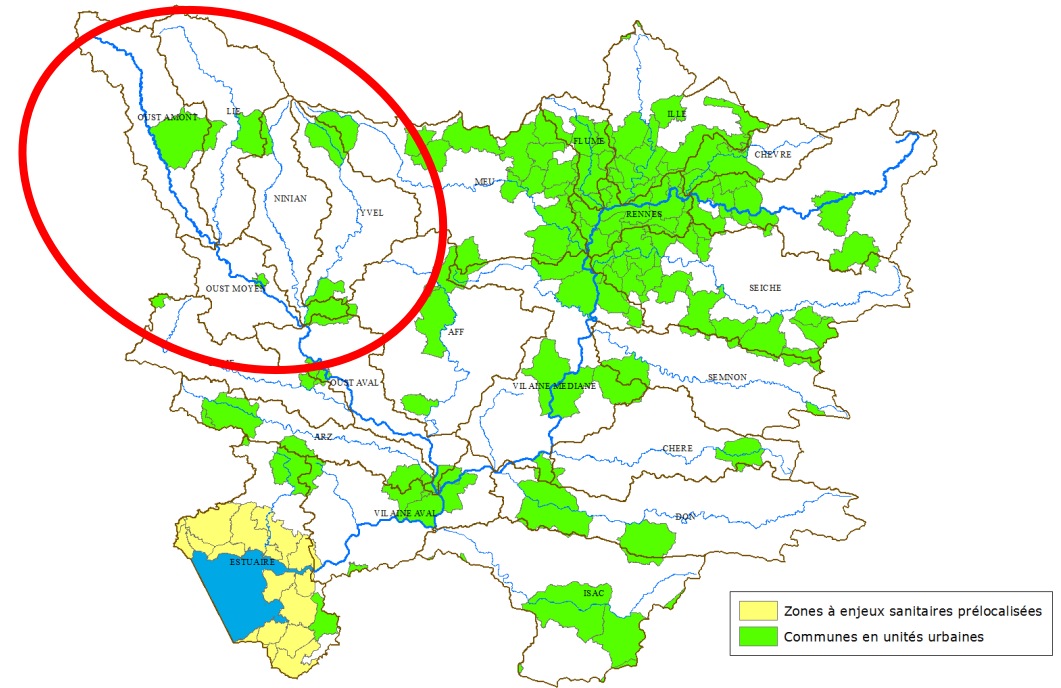 OUST AMONT
LIE
ILLE
FLUME
CHEVRE
MEU
NINIAN
YVEL
RENNES
OUST MOYEN
SEICHE
AFF
OUST AVAL
SEMNON
VILAINE MEDIANE
ARZ
CHERE
VILAINE AVAL
DON
ESTUAIRE
ISAC
Zones à enjeux sanitaires prélocalisées
Communes en unités urbaines